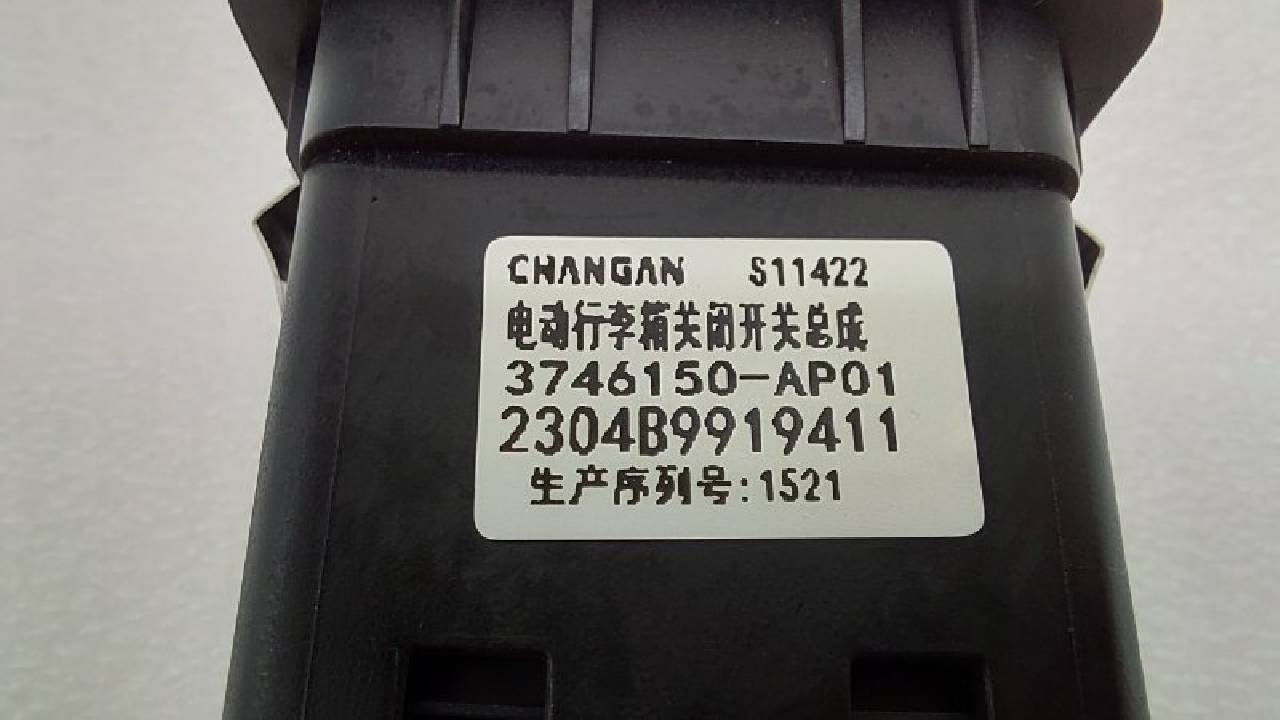 CHANGAN S11422
电动行李箱关闭开关总成
3746150-AP01
2304B9919411
生产序列号:1521